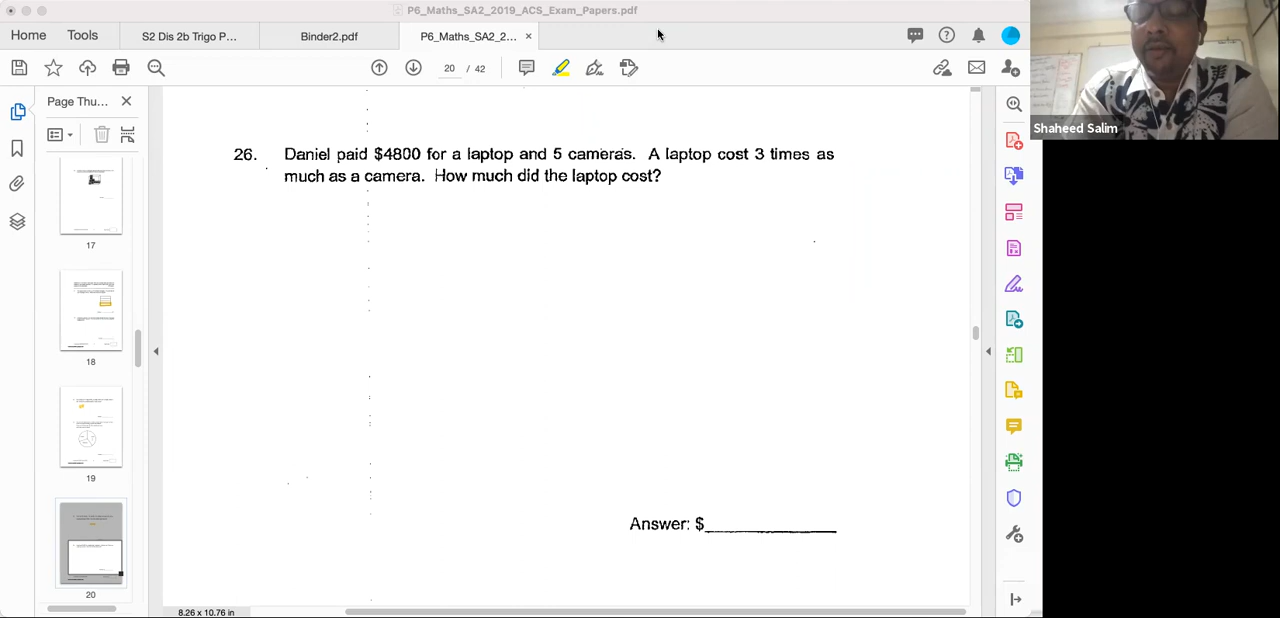 P6_Maths_SA2_2019_ACS_Exam_Papers.pdf
Home Tools S2 Dis 2b Trigo P... Binder2.pdf P6_Maths_SA2_2... ×
20 / 42
Page Thu... ×
17
18
19
20
26. Daniel paid $4800 for a laptop and 5 cameras. A laptop cost 3 times as
much as a camera. How much did the laptop cost?
Answer: $
8.26 x 10.76 in
Shaheed Salim